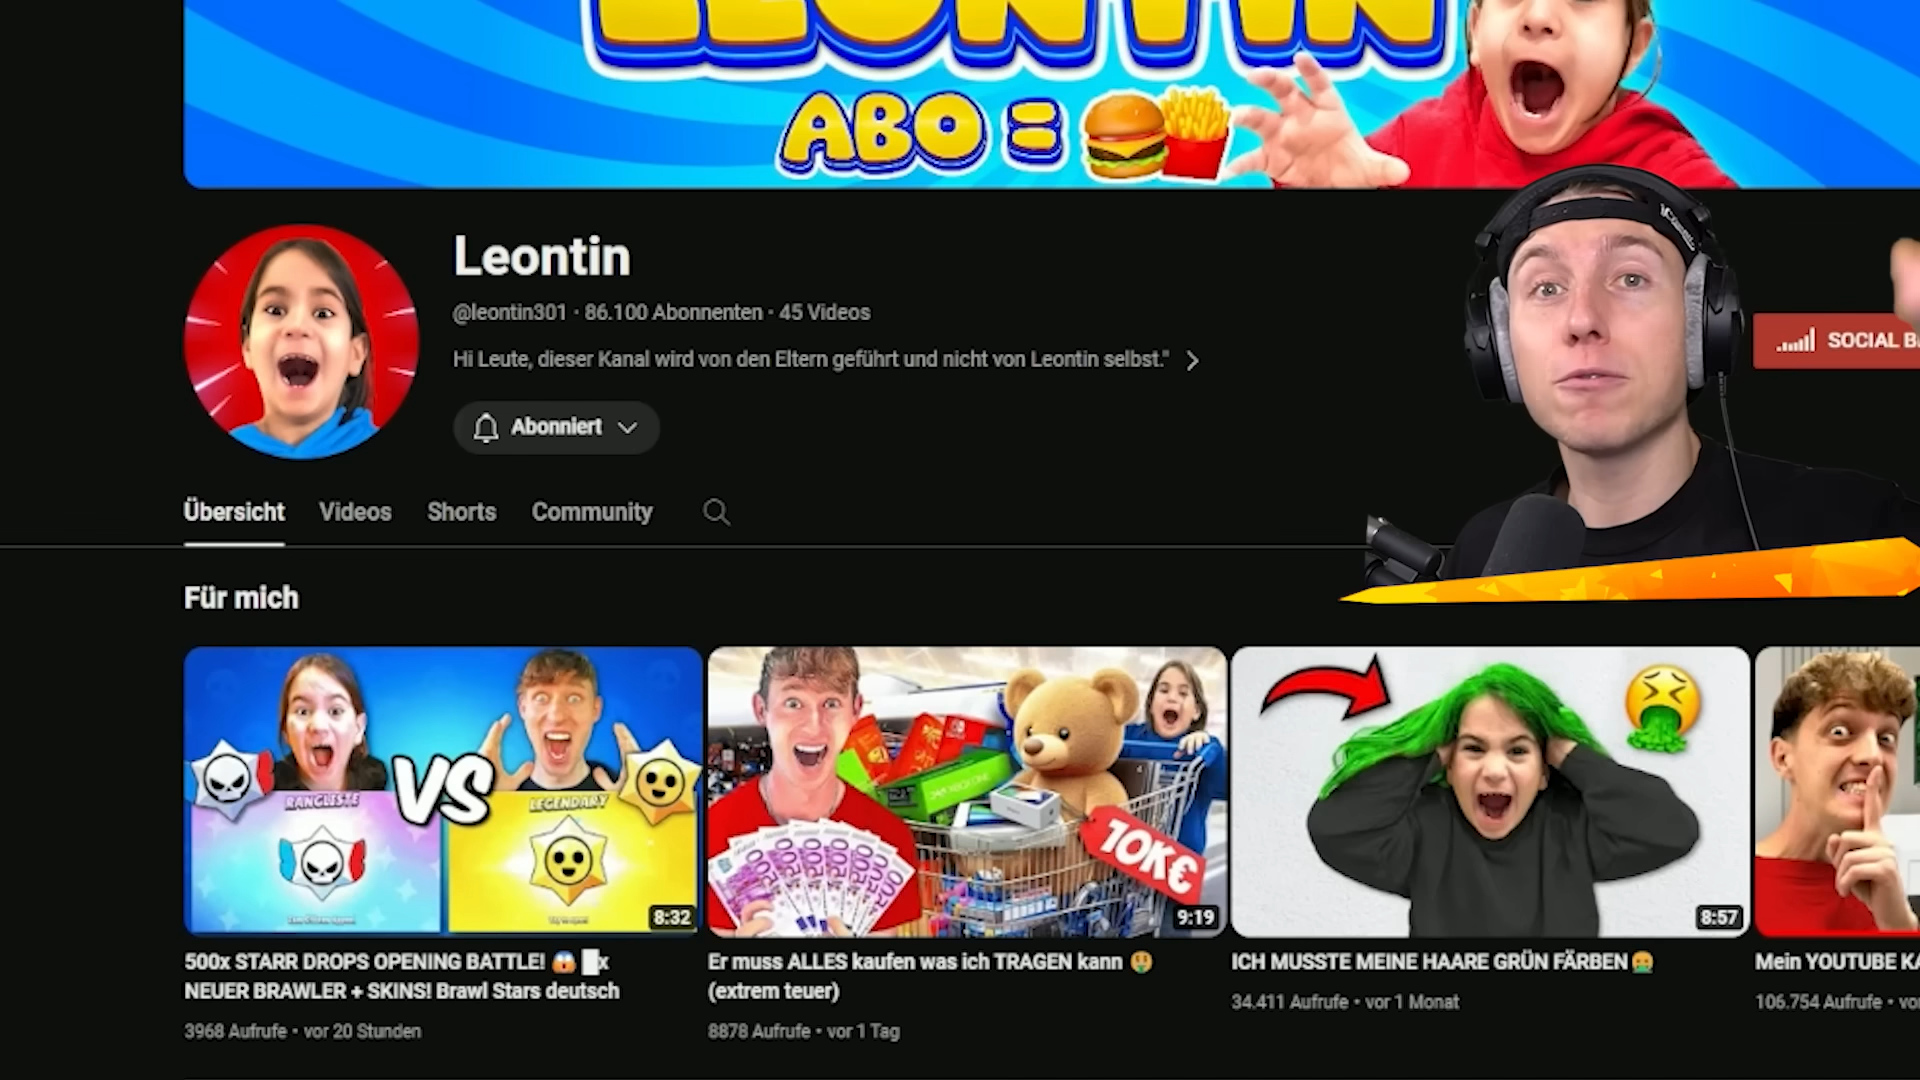 LEONTIN
ABO =
Leontin
@leontin301 · 86.100 Abonnenten · 45 Videos
Hi Leute, dieser Kanal wird von den Eltern geführt und nicht von Leontin selbst."
Abonniert
SOCIAL
Übersicht Videos Shorts Community
Für mich
RANGLISTE
VS
LEGENDARY
8:32
10K€
9:19
8:57
500x STARR DROPS OPENING BATTLE! 😱 x
NEUER BRAWLER + SKINS! Brawl Stars deutsch
3968 Aufrufe • vor 20 Stunden
Er muss ALLES kaufen was ich TRAGEN kann 🤑
(extrem teuer)
8878 Aufrufe • vor 1 Tag
ICH MUSSTE MEINE HAARE GRÜN FÄRBEN🤮
34.411 Aufrufe • vor 1 Monat
Mein YOUTUBE
106.754 Aufrufe •